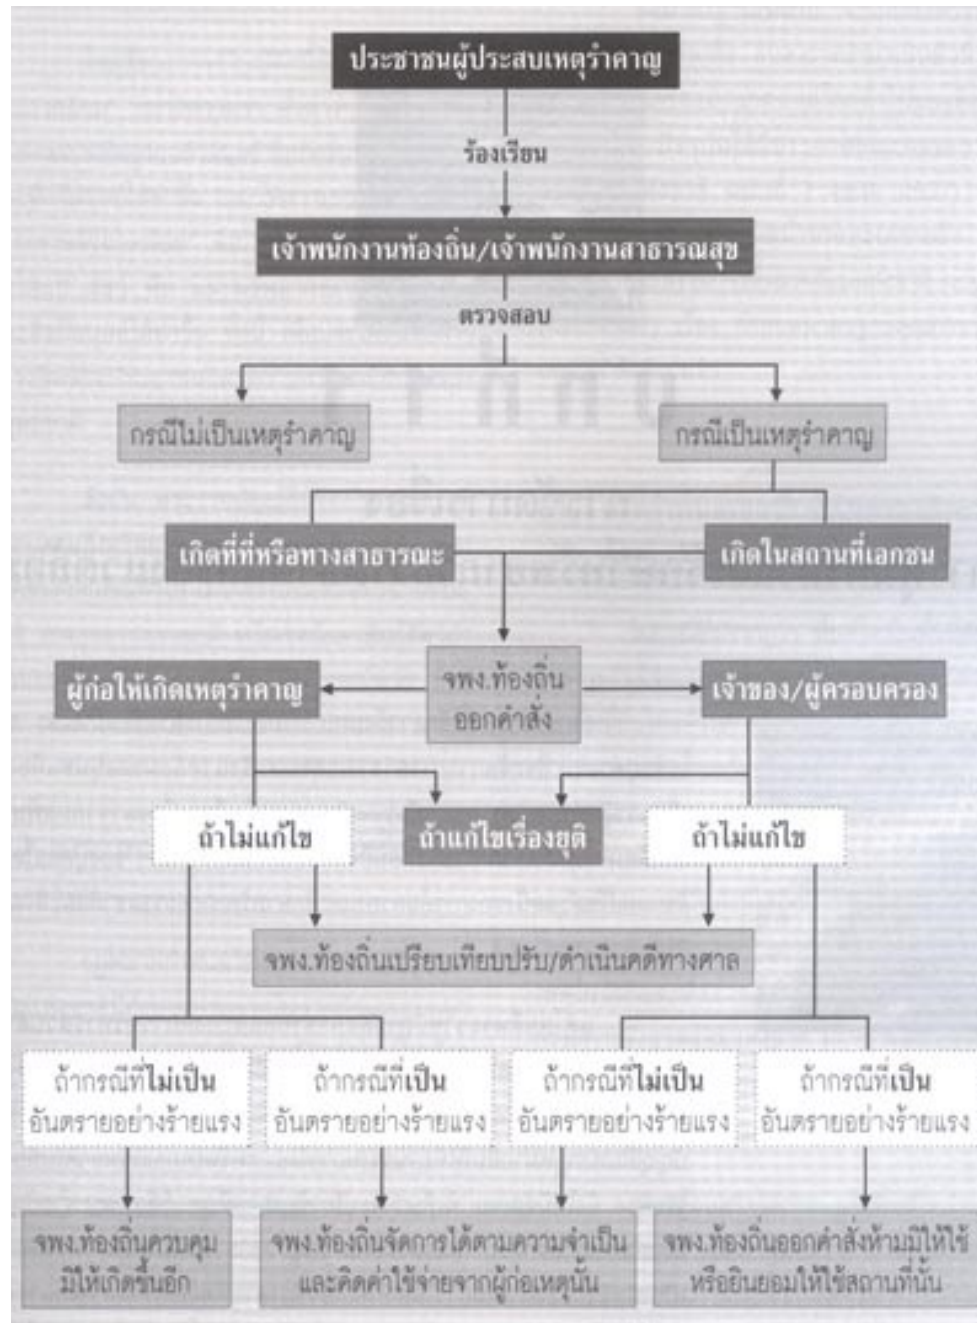 ประชาชนผู้ประสบเหตุรำคาญ
ร้องเรียน
เจ้าพนักงานท้องถิ่น/เจ้าพนักงานสาธารณสุข
ตรวจสอบ
กรณีไม่เป็นเหตุรำคาญ
กรณีเป็นเหตุรำคาญ
เกิดที่ที่หรือทางสาธารณะ
เกิดในสถานที่เอกชน
ผู้ก่อให้เกิดเหตุรำคาญ
จพง.ท้องถิ่น
ออกคำสั่ง
เจ้าของ/ผู้ครอบครอง
ถ้าไม่แก้ไข
ถ้าแก้ไขเรื่องยุติ
ถ้าไม่แก้ไข
จพง.ท้องถิ่นเปรียบเทียบปรับ/ดำเนินคดีทางศาล
ถ้ากรณีที่ไม่เป็น
อันตรายอย่างร้ายแรง
ถ้ากรณีที่เป็น
อันตรายอย่างร้ายแรง
ถ้ากรณีที่ไม่เป็น
อันตรายอย่างร้ายแรง
ถ้ากรณีที่เป็น
อันตรายอย่างร้ายแรง
จพง.ท้องถิ่นควบคุม
มิให้เกิดขึ้นอีก
จพง.ท้องถิ่นจัดการได้ตามความจำเป็น
และคิดค่าใช้จ่ายจากผู้ก่อเหตุนั้น
จพง.ท้องถิ่นออกคำสั่งห้ามมิให้ใช้
หรือยินยอมให้ใช้สถานที่นั้น